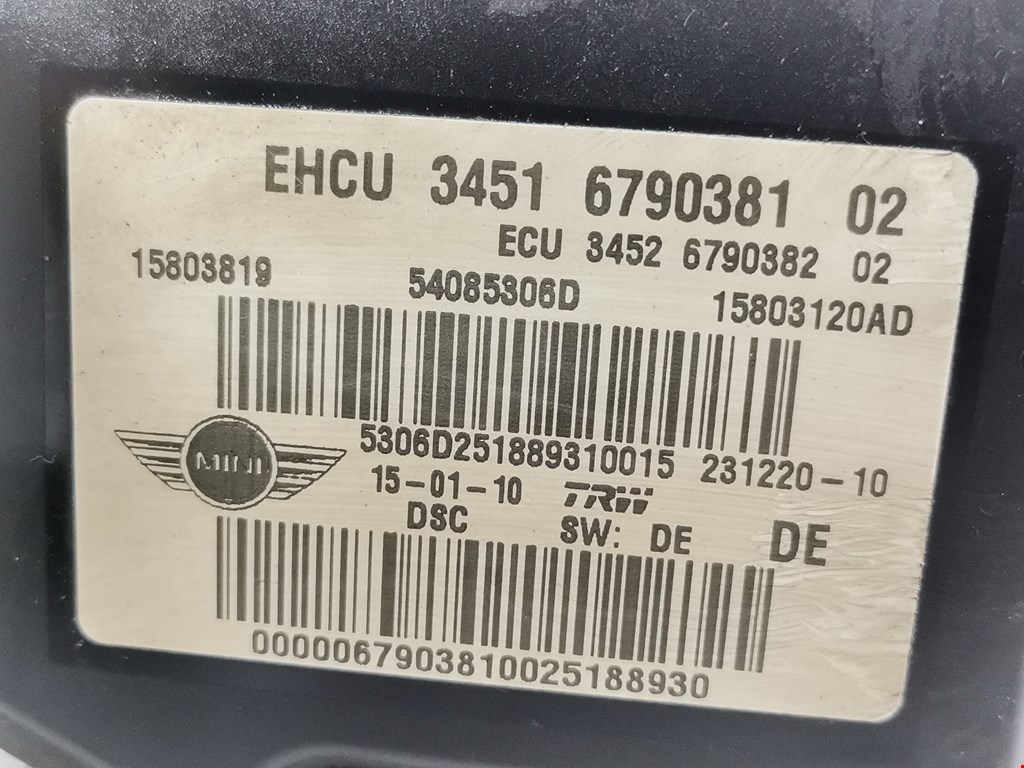 EHCU 3451 6790381 02
ECU 3452 6790382 02
15803819 54085306D 15803120AD
MINI
5306D251889310015 231220-10
15-01-10 TRW
DSC SW: DE DE
0000067903810025188930